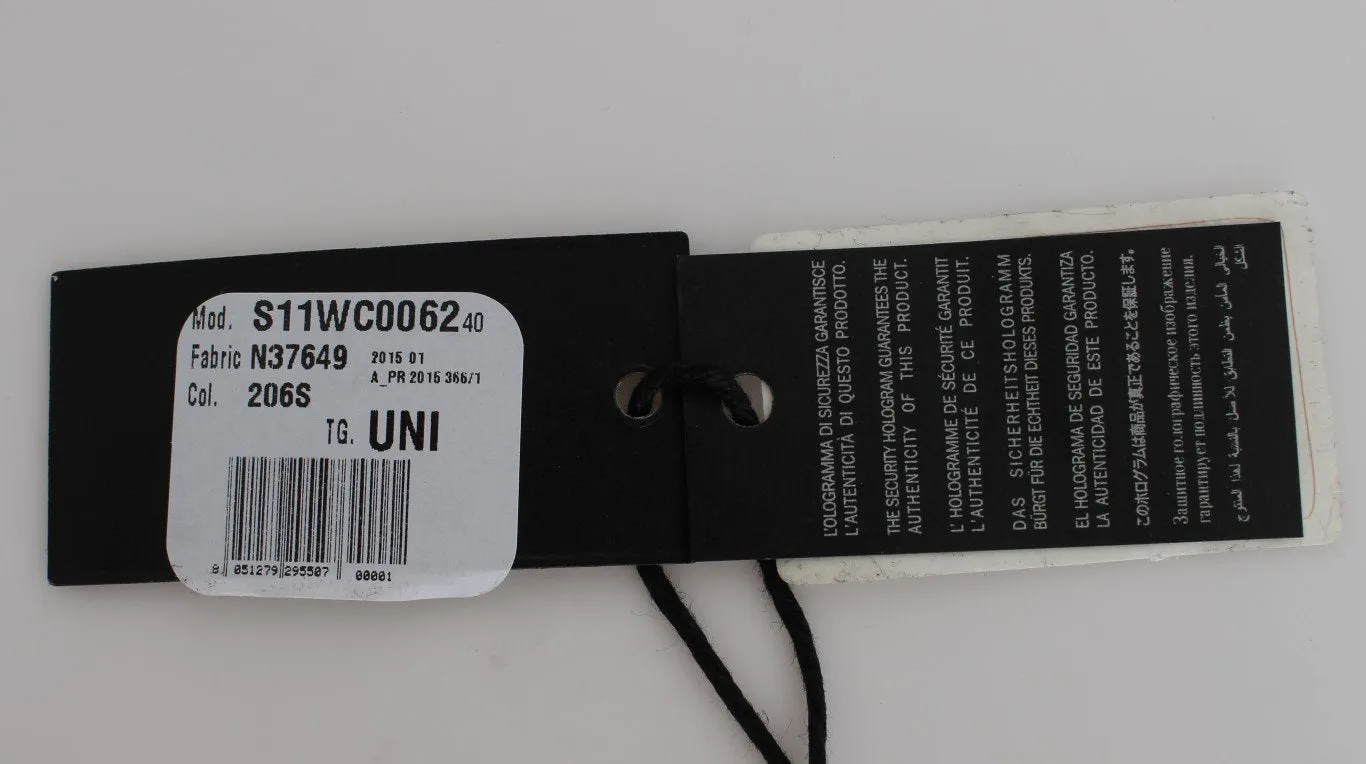 Mod. S11WC0062 40
Fabric N37649 2015 01
A_PR 2015 366/1
Col. 206S
TG. UNI
8 051279 295507 00001
L'OLOGRAMMA DI SICUREZZA GARANTISCE
L'AUTENTICITÀ DI QUESTO PRODOTTO.
THE SECURITY HOLOGRAM GUARANTEES THE
AUTHENTICITY OF THIS PRODUCT.
L'HOLOGRAMME DE SÉCURITÉ GARANTIT
L'AUTHENTICITÉ DE CE PRODUIT.
DAS SICHERHEITSHOLOGRAMM
BÜRGT FÜR DIE ECHTHEIT DIESES PRODUKTS.
EL HOLOGRAMA DE SEGURIDAD GARANTIZA
LA AUTENTICIDAD DE ESTE PRODUCTO.
このホログラムは商品が真正であることを保証します。
Защитное голографическое изображение
гарантирует подлинность этого изделия.